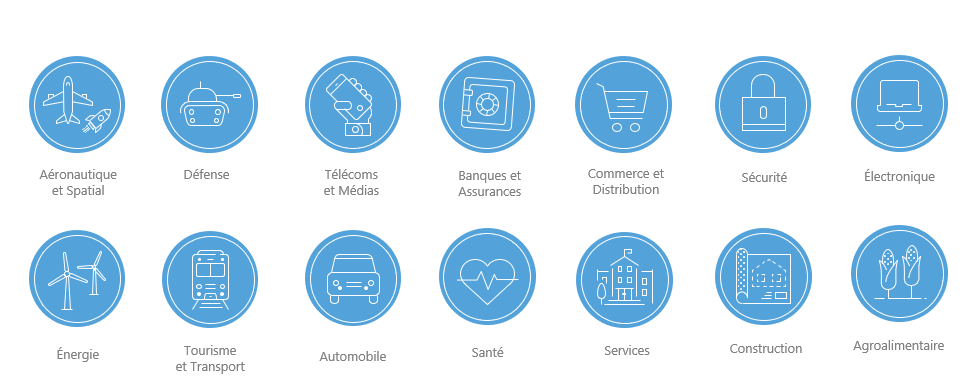 Aéronautique
et Spatial
Défense
Télécoms
et Médias
Banques et
Assurances
Commerce et
Distribution
Sécurité
Électronique
Énergie
Tourisme
et Transport
Automobile
Santé
Services
Construction
Agroalimentaire